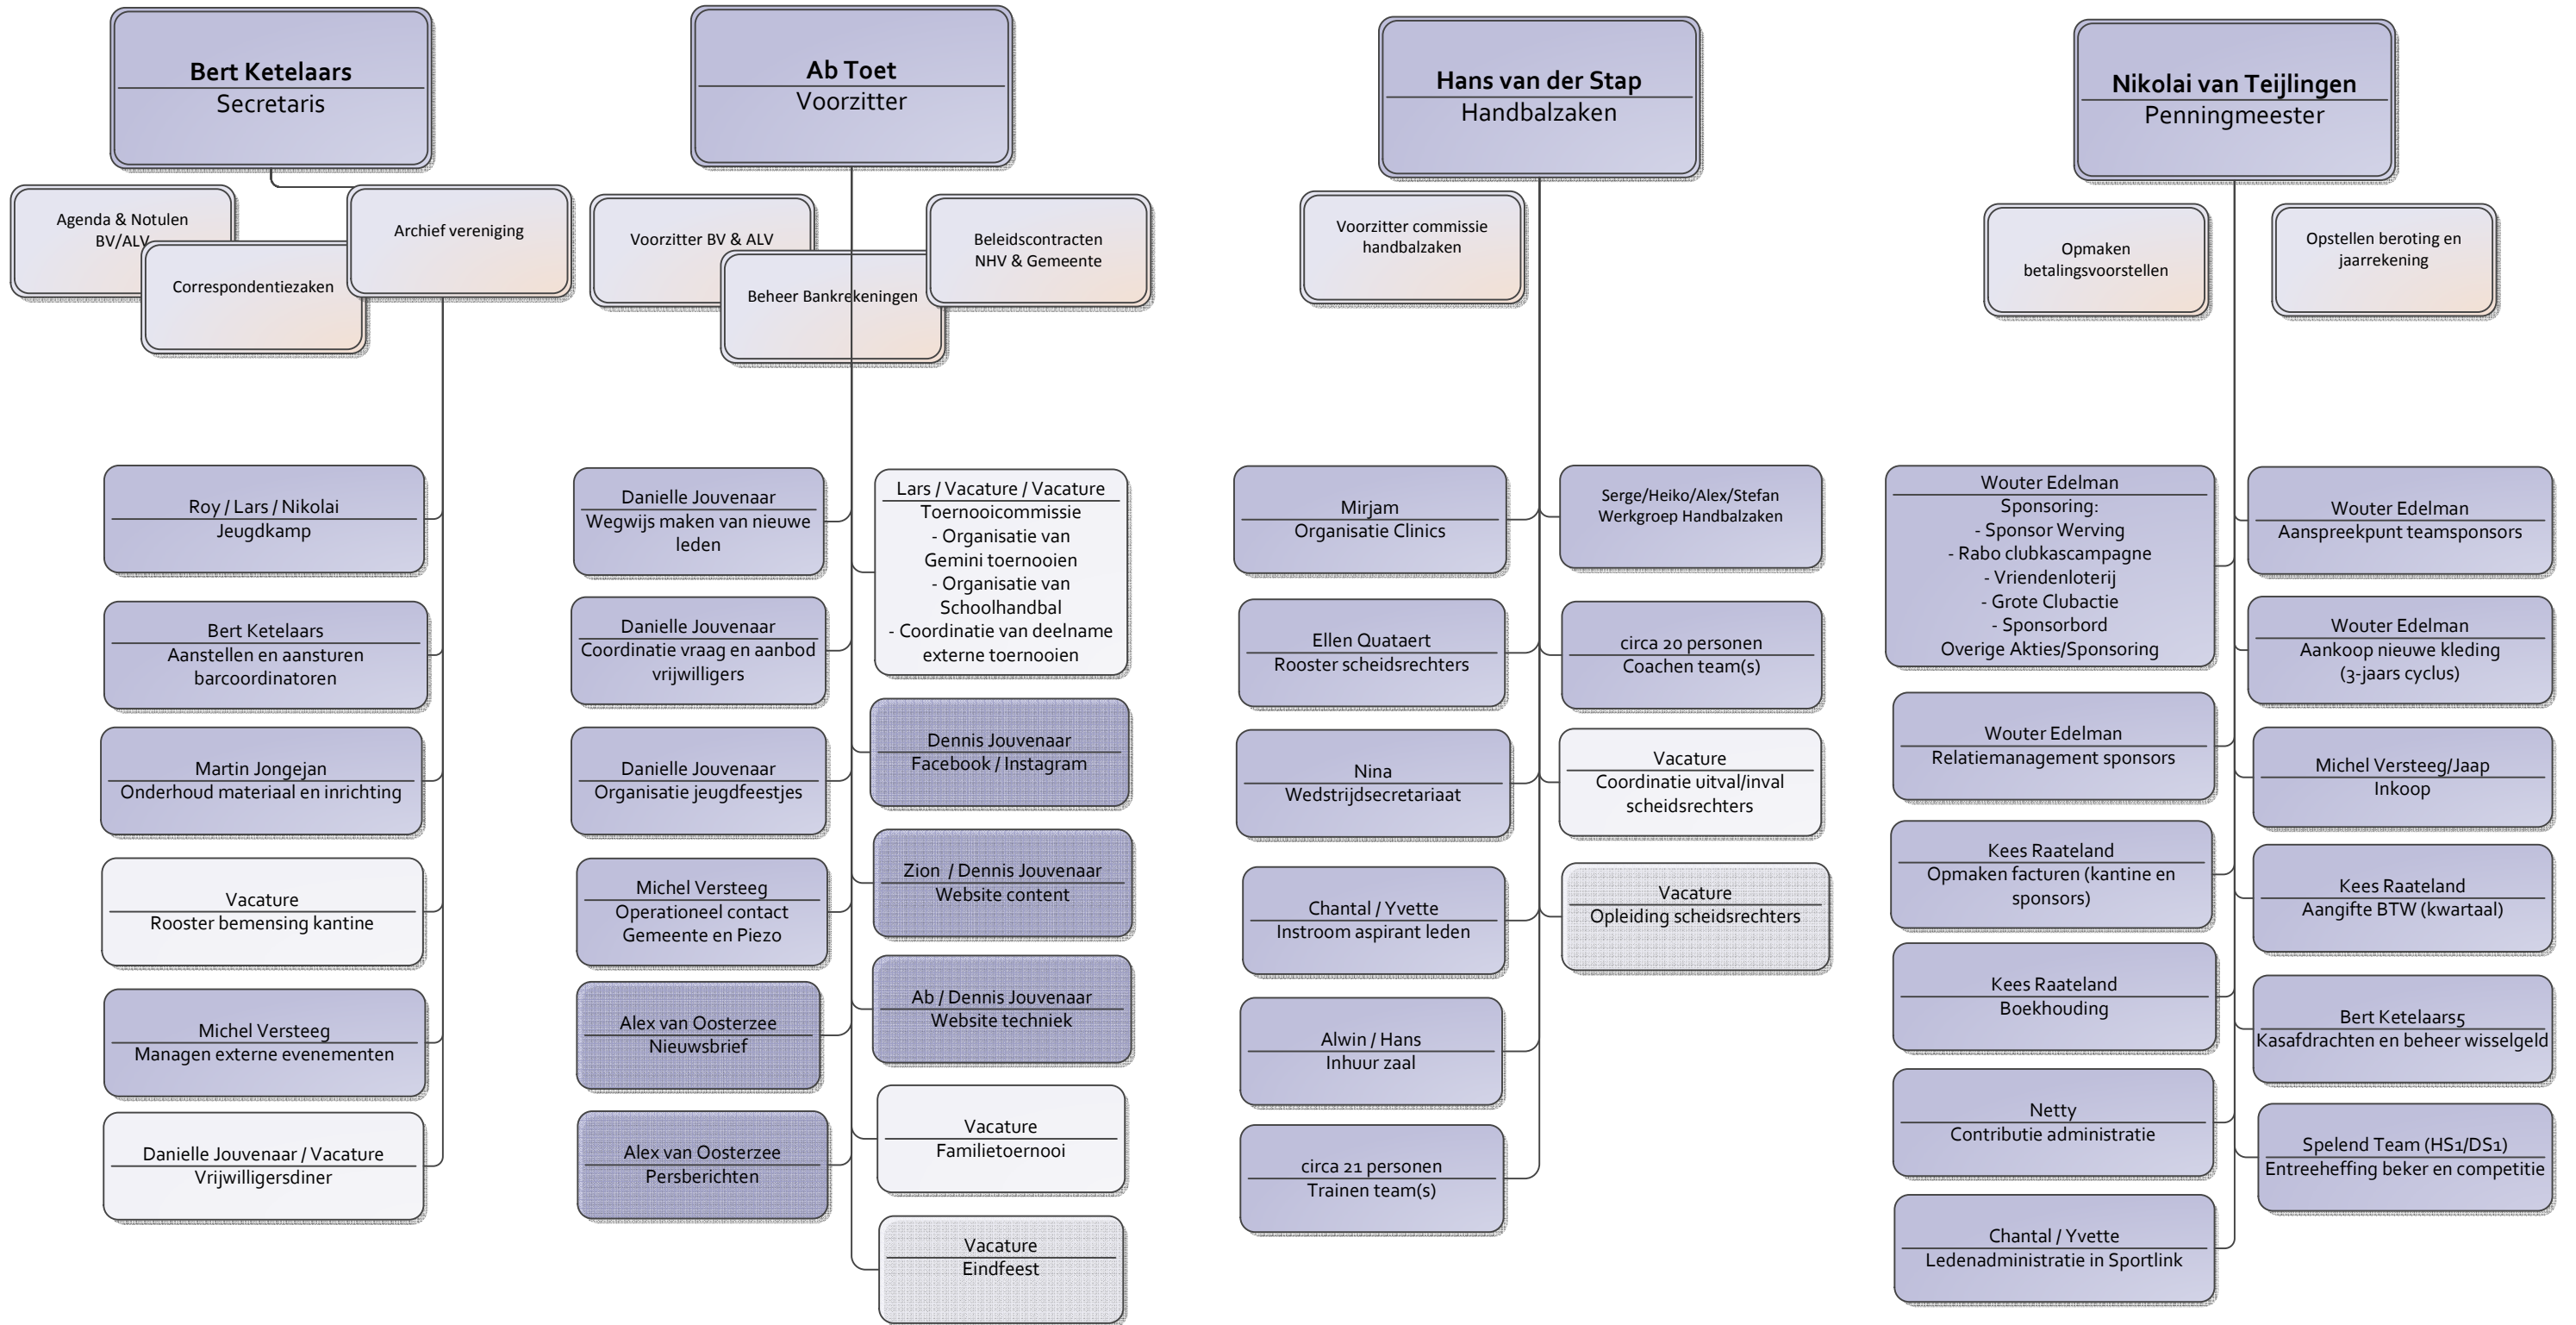 Bert Ketelaars
Secretaris
Agenda & Notulen
BV/ALV
Correspondentiezaken
Archief vereniging
Roy / Lars / Nikolai
Jeugdkamp
Bert Ketelaars
Aanstellen en aansturen
barcoordinatoren
Martin Jongejan
Onderhoud materiaal en inrichting
Vacature
Rooster bemensing kantine
Michel Versteeg
Managen externe evenementen
Danielle Jouvenaar / Vacature
Vrijwilligersdiner
Ab Toet
Voorzitter
Voorzitter BV & ALV
Beheer Bankrekeningen
Beleidscontracten
NHV & Gemeente
Danielle Jouvenaar
Wegwijs maken van nieuwe
leden
Danielle Jouvenaar
Coordinatie vraag en aanbod
vrijwilligers
Danielle Jouvenaar
Organisatie jeugdfeestjes
Michel Versteeg
Operationeel contact
Gemeente en Piezo
Alex van Oosterzee
Nieuwsbrief
Alex van Oosterzee
Persberichten
Lars / Vacature / Vacature
Toernooicommissie
- Organisatie van
Gemini toernooien
- Organisatie van
Schoolhandbal
- Coordinatie van deelname
externe toernooien
Dennis Jouvenaar
Facebook / Instagram
Zion / Dennis Jouvenaar
Website content
Ab / Dennis Jouvenaar
Website techniek
Vacature
Familietoernooi
Vacature
Eindfeest
Hans van der Stap
Handbalzaken
Voorzitter commissie
handbalzaken
Mirjam
Organisatie Clinics
Ellen Quataert
Rooster scheidsrechters
Nina
Wedstrijdsecretariaat
Chantal / Yvette
Instroom aspirant leden
Alwin / Hans
Inhuur zaal
circa 21 personen
Trainen team(s)
Serge/Heiko/Alex/Stefan
Werkgroep Handbalzaken
circa 20 personen
Coachen team(s)
Vacature
Coordinatie uitval/inval
scheidsrechters
Vacature
Opleiding scheidsrechters
Nikolai van Teijlingen
Penningmeester
Opmaken
betalingsvoorstellen
Opstellen beroting en
jaarrekening
Wouter Edelman
Sponsoring:
- Sponsor Werving
- Rabo clubkascampagne
- Vriendenloterij
- Grote Clubactie
- Sponsorbord
Overige Akties/Sponsoring
Wouter Edelman
Relatiemanagement sponsors
Kees Raateland
Opmaken facturen (kantine en
sponsors)
Kees Raateland
Boekhouding
Netty
Contributie administratie
Chantal / Yvette
Ledenadministratie in Sportlink
Wouter Edelman
Aanspreekpunt teamsponsors
Wouter Edelman
Aankoop nieuwe kleding
(3-jaars cyclus)
Michel Versteeg/Jaap
Inkoop
Kees Raateland
Aangifte BTW (kwartaal)
Bert Ketelaars5
Kasafdrachten en beheer wisselgeld
Spelend Team (HS1/DS1)
Entreeheffing beker en competitie